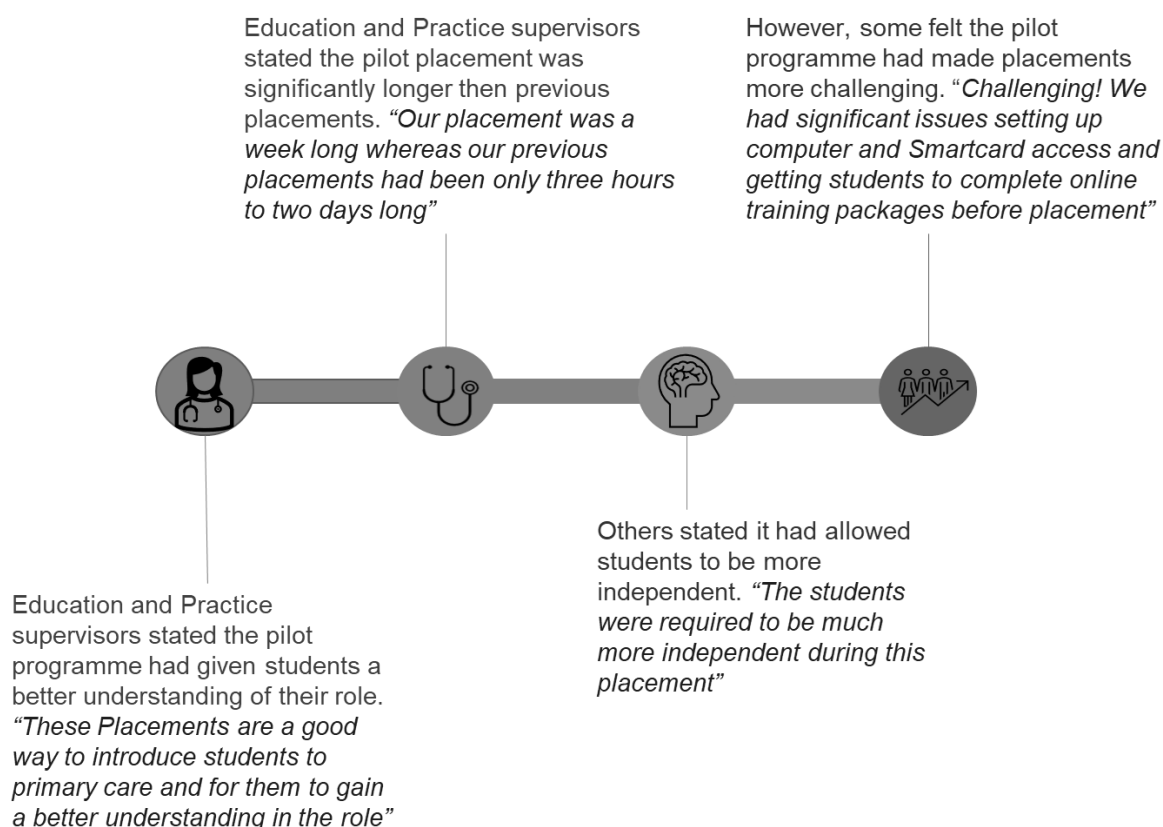 Education and Practice supervisors
stated the pilot placement was
significantly longer then previous
placements. “Our placement was a
week long whereas our previous
placements had been only three hours
to two days long”
However, some felt the pilot
programme had made placements
more challenging. “Challenging! We
had significant issues setting up
computer and Smartcard access and
getting students to complete online
training packages before placement”
Education and Practice
supervisors stated the pilot
programme had given students a
better understanding of their role.
“These Placements are a good
way to introduce students to
primary care and for them to gain
a better understanding in the role”
Others stated it had allowed
students to be more
independent. “The students
were required to be much
more independent during this
placement”